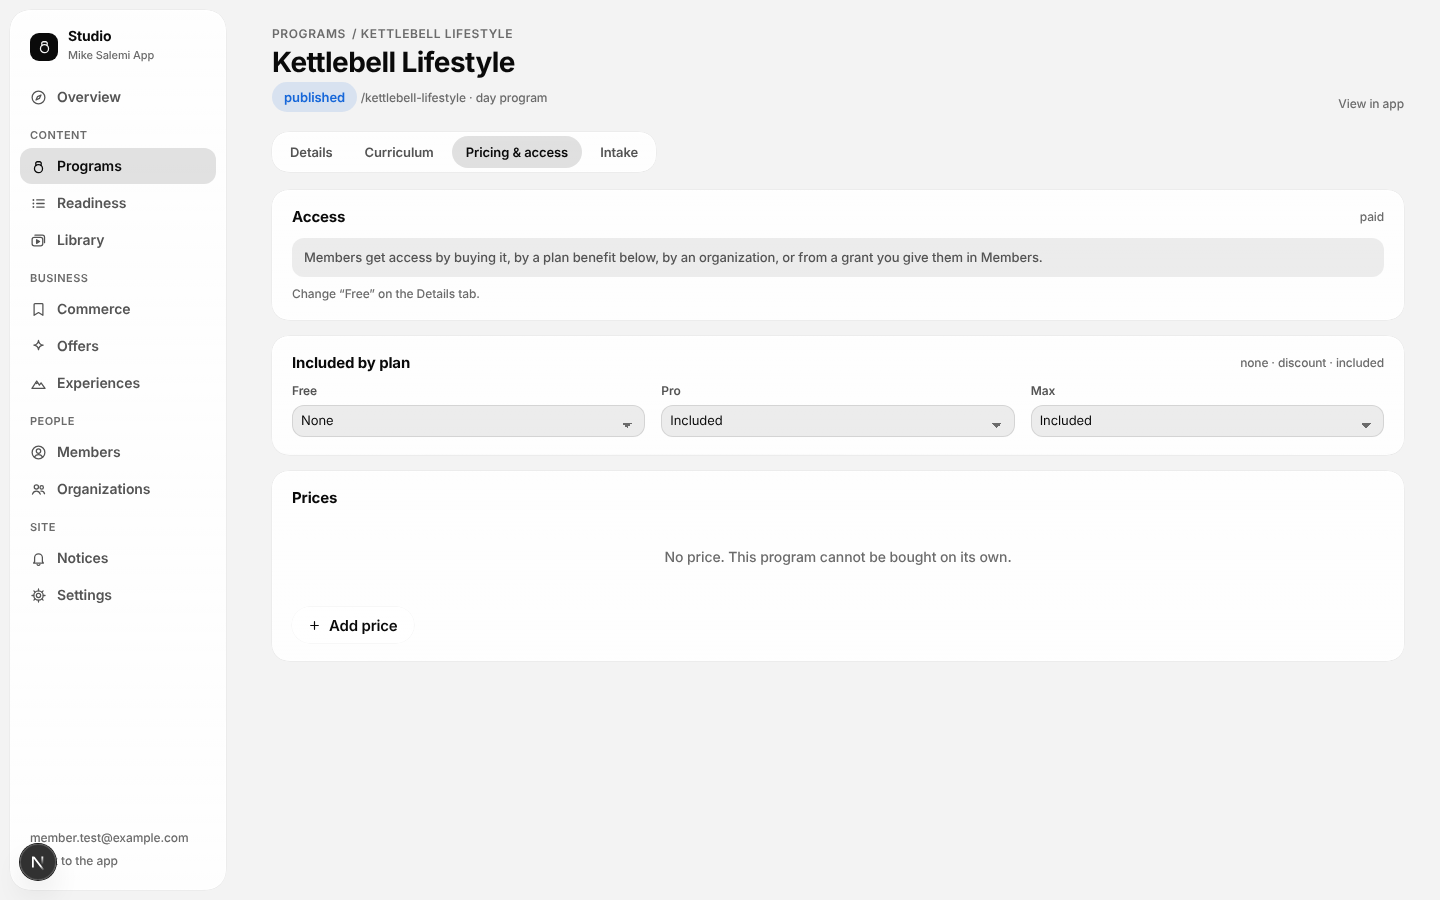 Studio
Mike Salemi App
Overview
CONTENT
Programs
Readiness
Library
BUSINESS
Commerce
Offers
Experiences
PEOPLE
Members
Organizations
SITE
Notices
Settings
member.test@example.com
to the app
N
PROGRAMS / KETTLEBELL LIFESTYLE
Kettlebell Lifestyle
published /kettlebell-lifestyle · day program
View in app
Details Curriculum Pricing & access Intake
Access paid
Members get access by buying it, by a plan benefit below, by an organization, or from a grant you give them in Members.
Change “Free” on the Details tab.
Included by plan none · discount · included
Free Pro Max
None Included Included
Prices
No price. This program cannot be bought on its own.
+ Add price